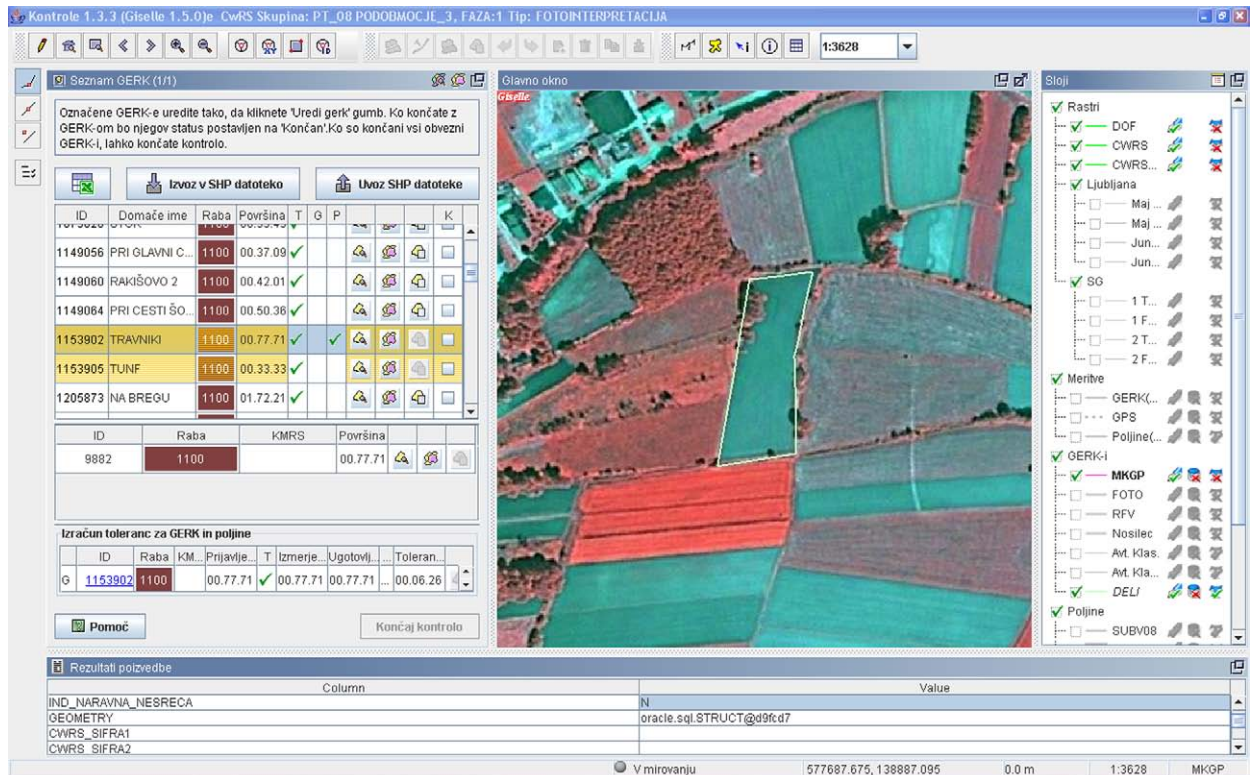 Kontrole 1.3.3 (Giselle 1.5.0)e CwRS Skupina: PT_08 PODOBMOCJE_3, FAZA:1 Tip: FOTOINTERPRETACIJA
1:3628
Seznam GERK (1/1)
Označene GERK-e uredite tako, da kliknete 'Uredi gerk' gumb. Ko končate z
GERK-om bo njegov status postavljen na 'Končan'.Ko so končani vsi obvezni
GERK-i, lahko končate kontrolo.
Izvoz v SHP datoteko
Uvoz SHP datoteke
ID Domače ime Raba Površina T G P K
1149056 PRI GLAVNI C... 1100 00.37.09
1149060 RAKIŠOVO 2 1100 00.42.01
1149064 PRI CESTI ŠO... 1100 00.50.36
1153902 TRAVNIKI 1100 00.77.71
1153905 TUNF 1100 00.33.33
1205873 NA BREGU 1100 01.72.21
ID Raba KMRS Površina
9882 1100 00.77.71
Izračun toleranc za GERK in poljine
ID Raba KM... Prijavlje... T Izmerje... Ugotovlj... ... Toleran...
G 1153902 1100 00.77.71 00.77.71 00.77.71 ... 00.06.26
Pomoč
Končaj kontrolo
Glavno okno
Giselle
Sloji
Rastri
DOF
CWRS
CWRS...
Ljubljana
Maj ...
Maj ...
Jun...
Jun...
SG
1 T...
1 F...
2 T...
2 F...
Meritve
GERK(...
GPS
Poljine(...
GERK-i
MKGP
FOTO
RFV
Nosilec
Avt. Klas.
Avt. Kla...
DELI
Poljine
SUBV08
Rezultati poizvedbe
Column Value
IND_NARAVNA_NESRECA N
GEOMETRY oracle.sql.STRUCT@d9fcd7
CWRS_SIFRA1
CWRS_SIFRA2
V mirovanju 577687.675, 138887.095 0.0 m 1:3628 MKGP